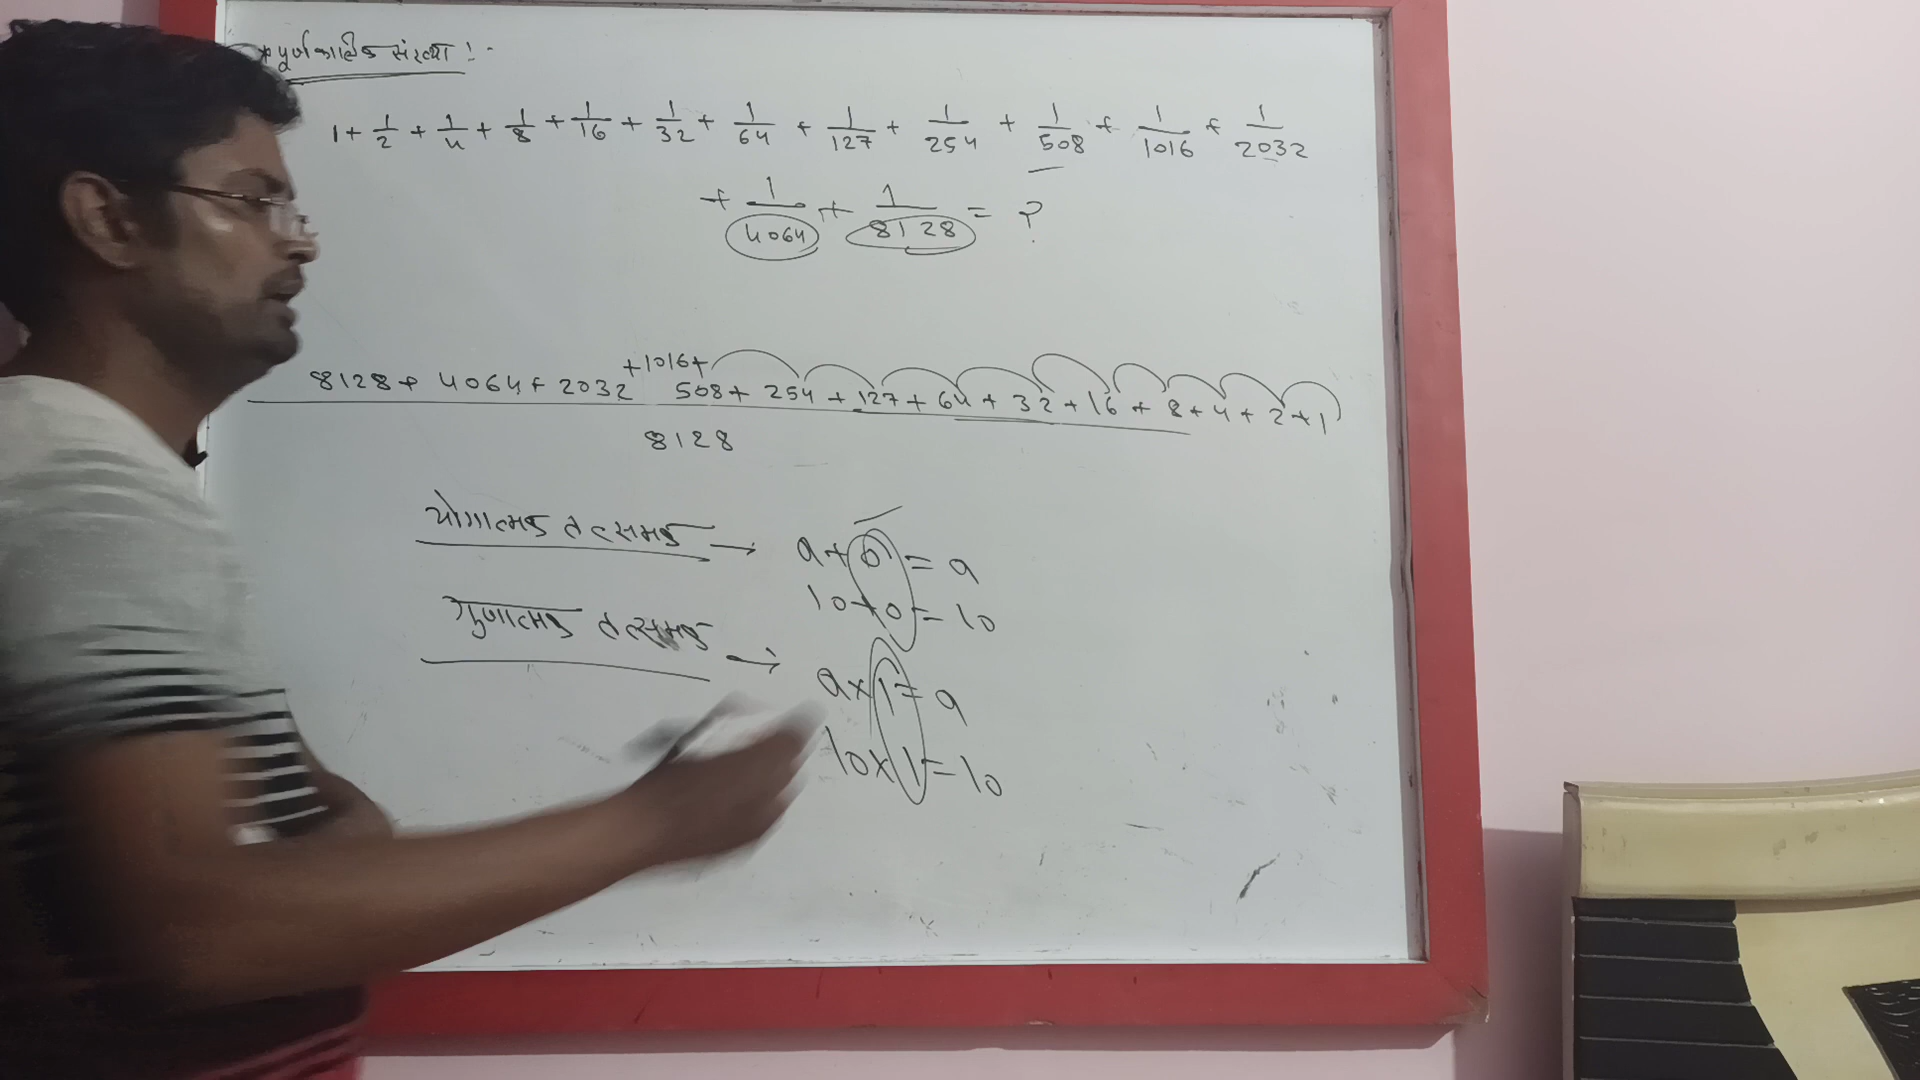 * पूर्णकालिक संख्या :-
1 + 1/2 + 1/4 + 1/8 + 1/16 + 1/32 + 1/64 + 1/127 + 1/254 + 1/508 + 1/1016 + 1/2032
+ 1/4064 + 1/8128 = ?
+1016+
8128 + 4064 + 2032 508 + 254 + 127 + 64 + 32 + 16 + 8 + 4 + 2 + 1
8128
योगात्मक तत्समक → a + 0 = a
10 + 0 = 10
गुणात्मक तत्समक → a × 1 = a
10 × 1 = 10